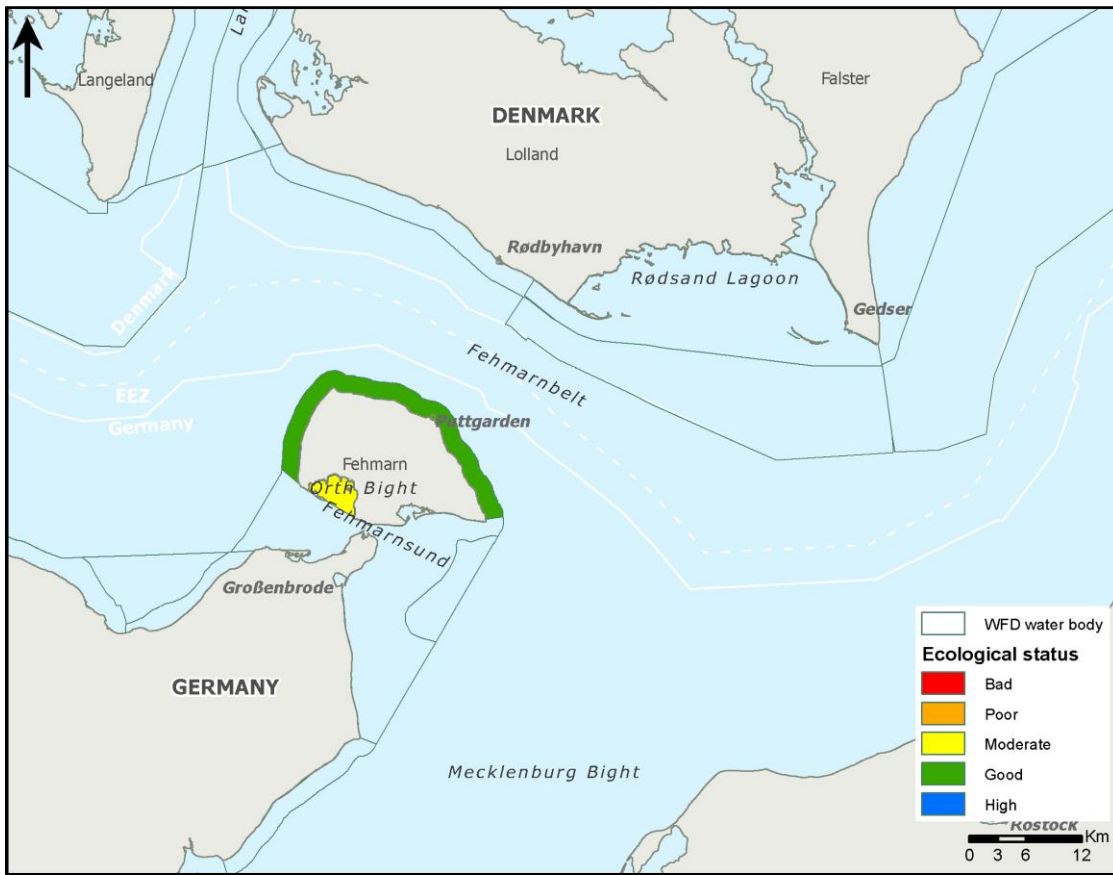 Lan
Langeland
DENMARK
Lolland
Falster
Rødbyhavn
Rødsand Lagoon
Gedser
Denmark
Fehmarnbelt
EEZ
Germany
Puttgarden
Fehmarn
Orth Bight
Fehmarnsund
Großenbrode
GERMANY
Mecklenburg Bight
WFD water body
Ecological status
Bad
Poor
Moderate
Good
High
Rostock
Km
0 3 6 12